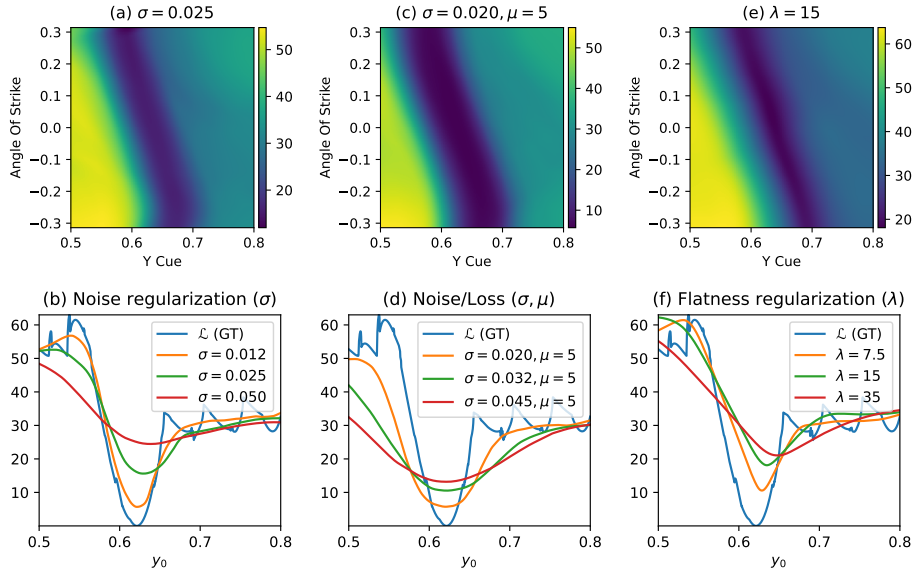 (a) σ = 0.025
(c) σ = 0.020, μ = 5
(e) λ = 15
Angle Of Strike
0.3
0.2
0.1
0.0
−0.1
−0.2
−0.3
0.5 0.6 0.7 0.8
Y Cue
50
40
30
20
Angle Of Strike
0.3
0.2
0.1
0.0
−0.1
−0.2
−0.3
0.5 0.6 0.7 0.8
Y Cue
50
40
30
20
10
Angle Of Strike
0.3
0.2
0.1
0.0
−0.1
−0.2
−0.3
0.5 0.6 0.7 0.8
Y Cue
60
50
40
30
20
(b) Noise regularization (σ)
60
50
40
30
20
10
ℒ (GT)
σ = 0.012
σ = 0.025
σ = 0.050
0.5 0.6 0.7 0.8
y₀
(d) Noise/Loss (σ, μ)
60
50
40
30
20
10
ℒ (GT)
σ = 0.020, μ = 5
σ = 0.032, μ = 5
σ = 0.045, μ = 5
0.5 0.6 0.7 0.8
y₀
(f) Flatness regularization (λ)
60
50
40
30
20
10
ℒ (GT)
λ = 7.5
λ = 15
λ = 35
0.5 0.6 0.7 0.8
y₀